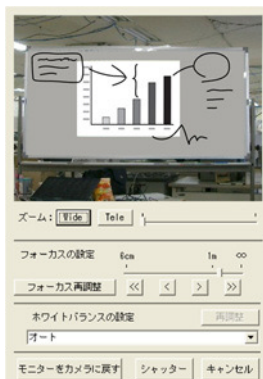 ズーム: Wide Tele
フォーカスの設定 6cm 1m ∞
フォーカス再調整 << < > >>
ホワイトバランスの設定 再調整
オート
モニターをカメラに戻す シャッター キャンセル